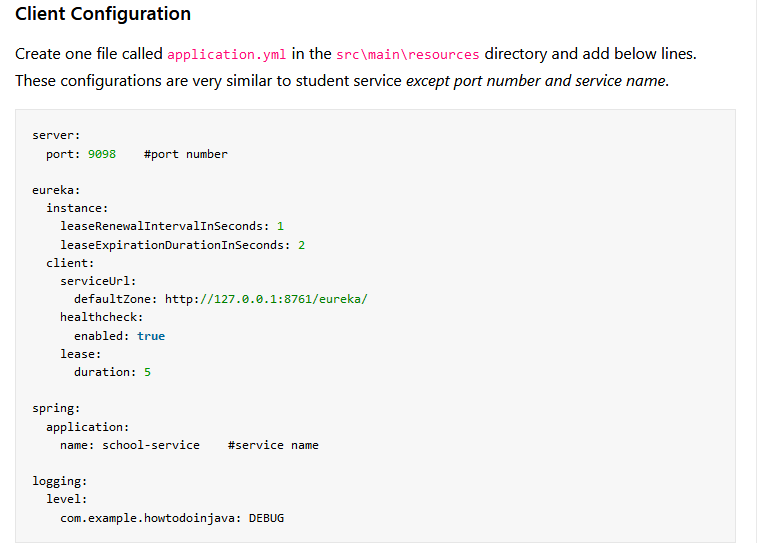 Client Configuration
Create one file called application.yml in the src\main\resources directory and add below lines.
These configurations are very similar to student service except port number and service name.
server:
  port: 9098    #port number
eureka:
  instance:
    leaseRenewalIntervalInSeconds: 1
    leaseExpirationDurationInSeconds: 2
  client:
    serviceUrl:
      defaultZone: http://127.0.0.1:8761/eureka/
    healthcheck:
      enabled: true
    lease:
      duration: 5
spring:
  application:
    name: school-service    #service name
logging:
  level:
    com.example.howtodoinjava: DEBUG